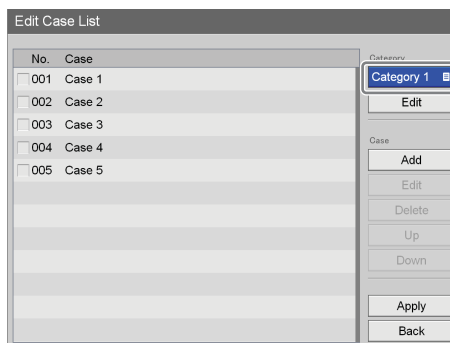 Edit Case List
No. Case
001 Case 1
002 Case 2
003 Case 3
004 Case 4
005 Case 5
Category
Category 1
Edit
Case
Add
Edit
Delete
Up
Down
Apply
Back